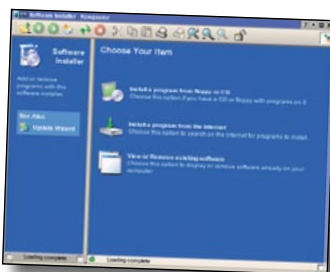 Software Installer - Konqueror
Software
Installer
Add or remove
programs with this
software installer.
See Also
Update Wizard
Choose Your Item
Install a program from floppy or CD
Choose this option if you have a CD or floppy with programs on it.
Install a program from the internet
Choose this option to search on the internet for programs to install.
View or Remove existing software
Choose this option to display or remove software already on your
computer
Loading complete
Loading complete